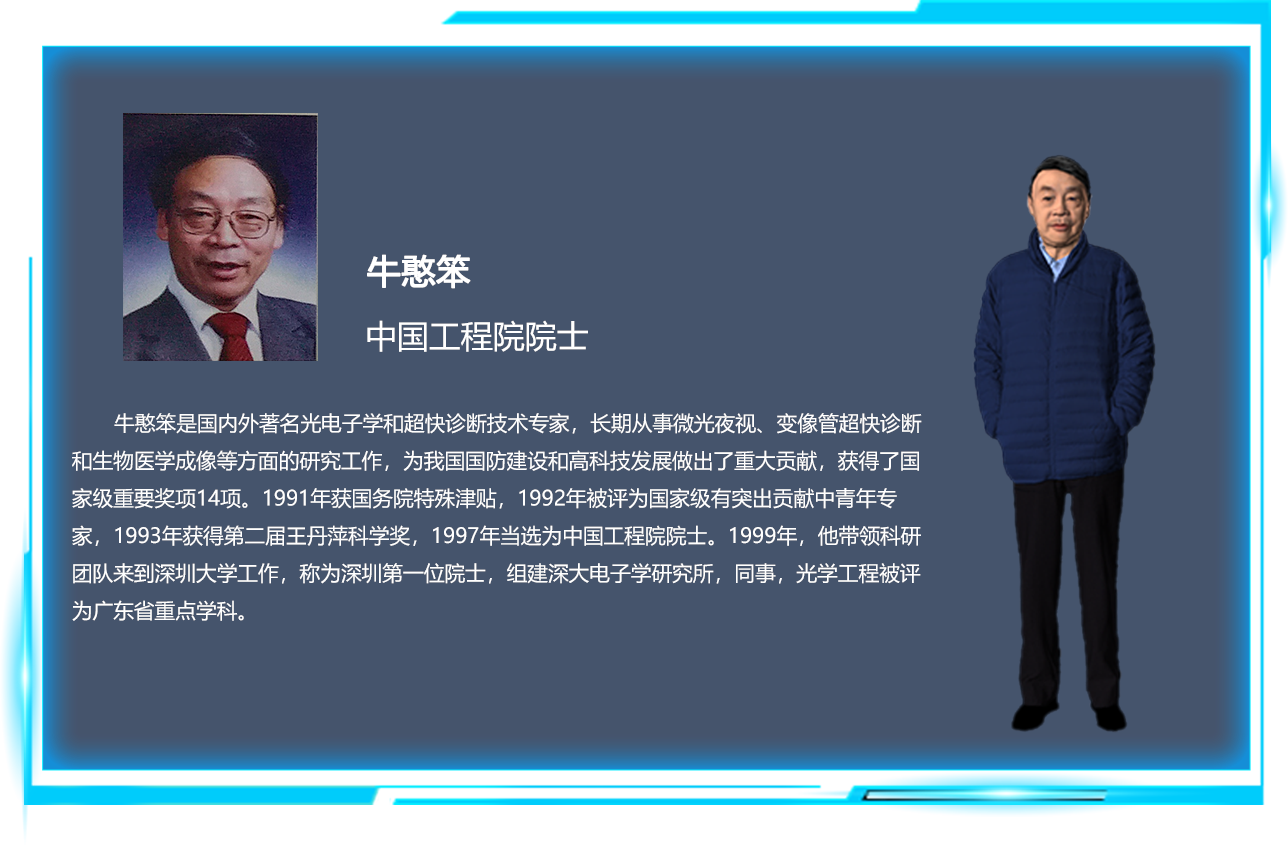 牛憨笨
中国工程院院士
牛憨笨是国内外著名光电子学和超快诊断技术专家，长期从事微光夜视、变像管超快诊断
和生物医学成像等方面的研究工作，为我国国防建设和高科技发展做出了重大贡献，获得了国
家级重要奖项14项。1991年获国务院特殊津贴，1992年被评为国家级有突出贡献中青年专
家，1993年获得第二届王丹萍科学奖，1997年当选为中国工程院院士。1999年，他带领科研
团队来到深圳大学工作，称为深圳第一位院士，组建深大电子学研究所，同事，光学工程被评
为广东省重点学科。